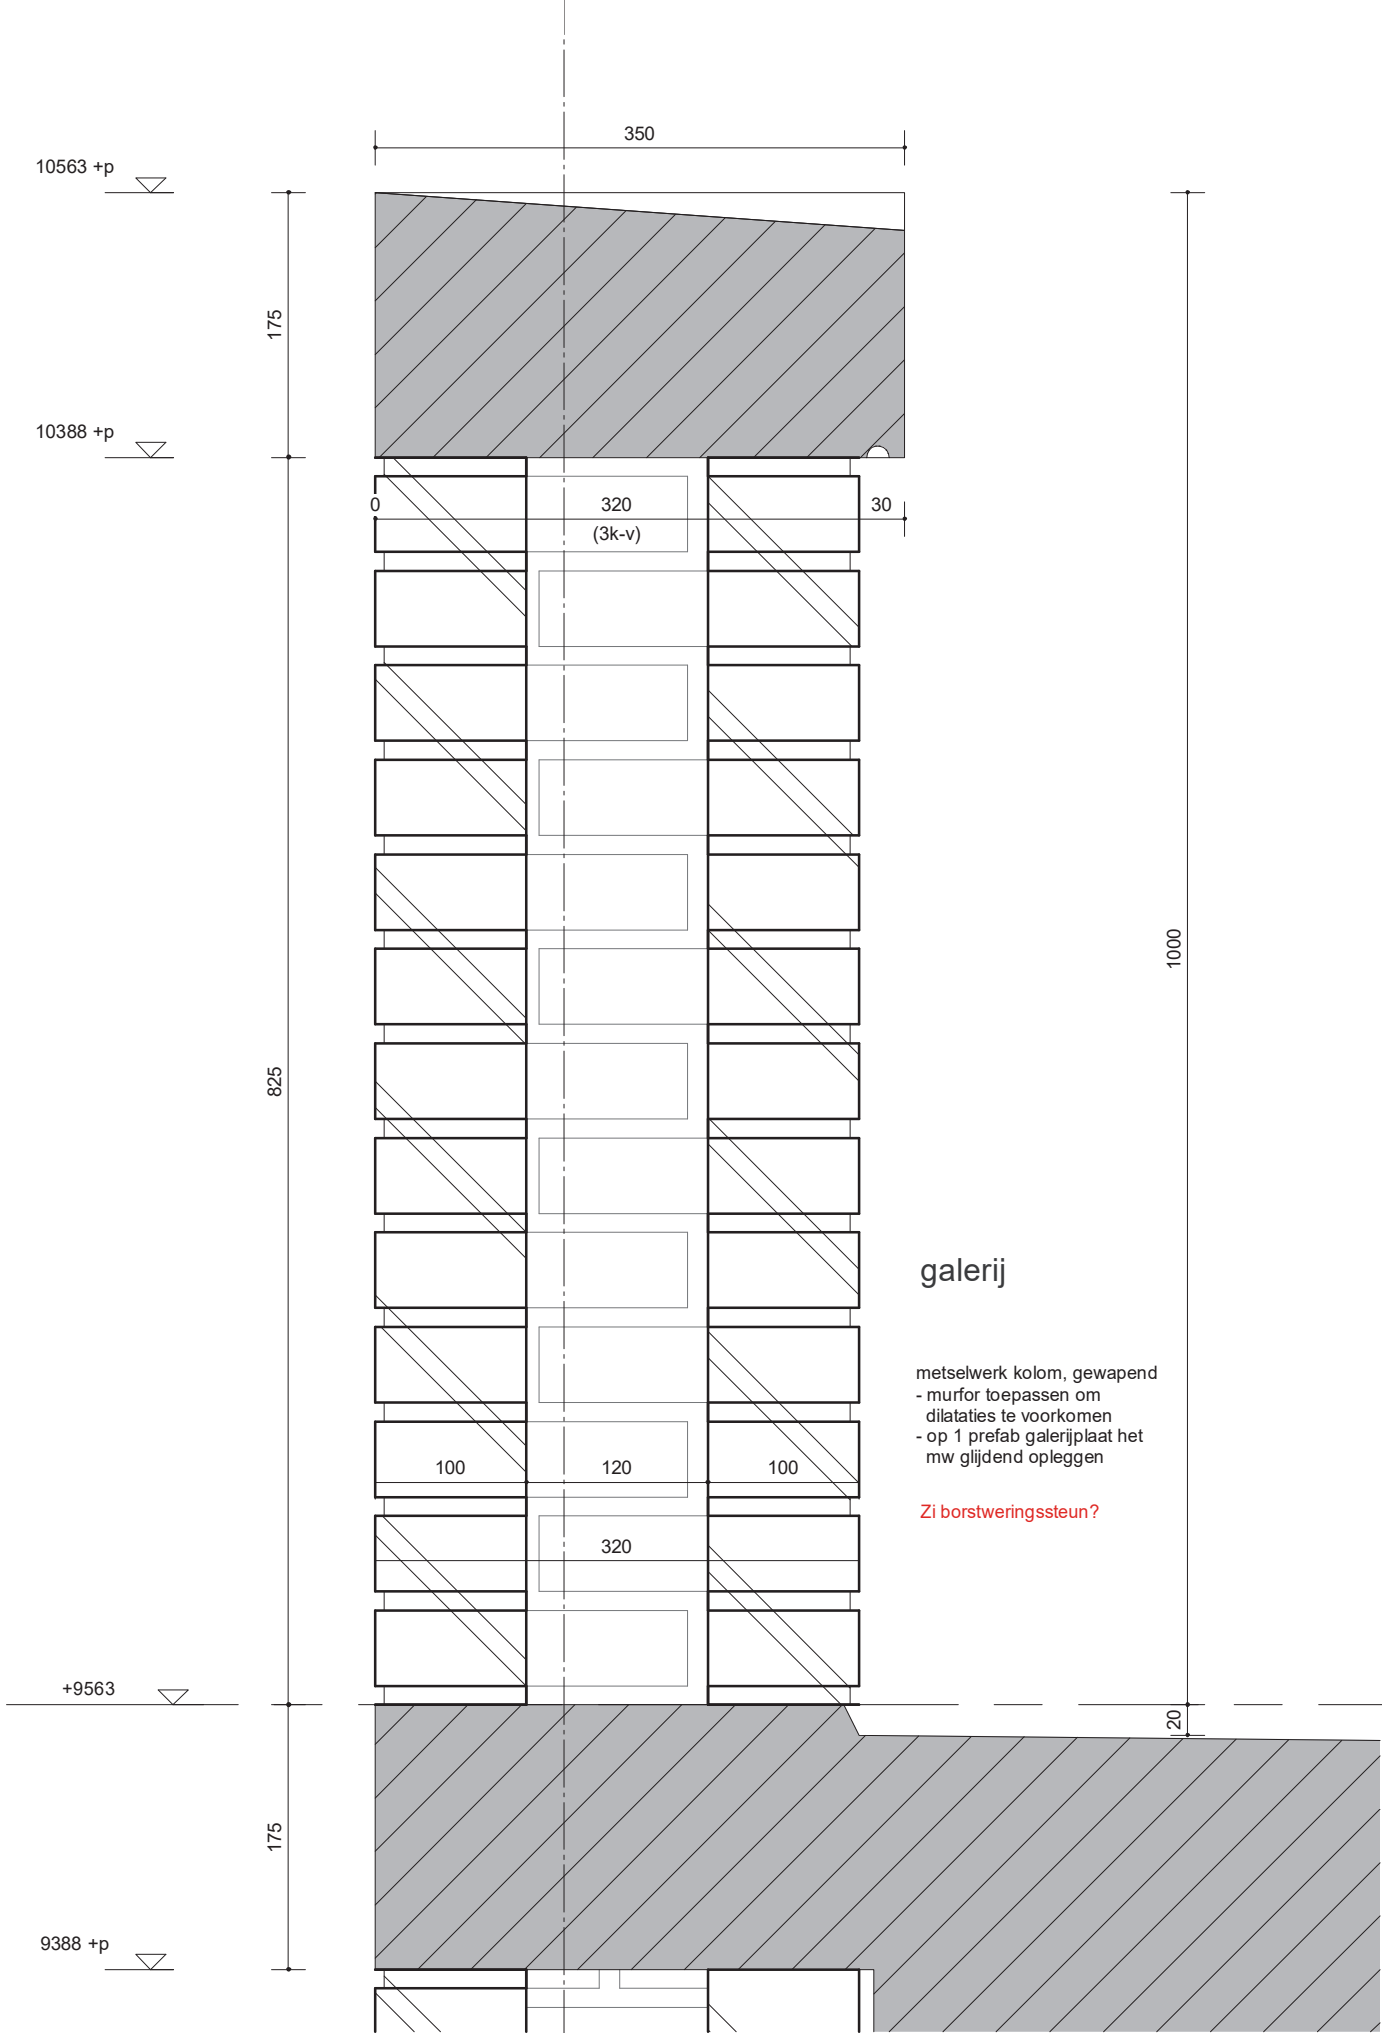 350
10563 +p
175
10388 +p
0
320
30
(3k-v)
1000
825
galerij
metselwerk kolom, gewapend
- murfor toepassen om
dilataties te voorkomen
- op 1 prefab galerijplaat het
mw glijdend opleggen
100
120
100
Zi borstweringssteun?
320
+9563
20
175
9388 +p